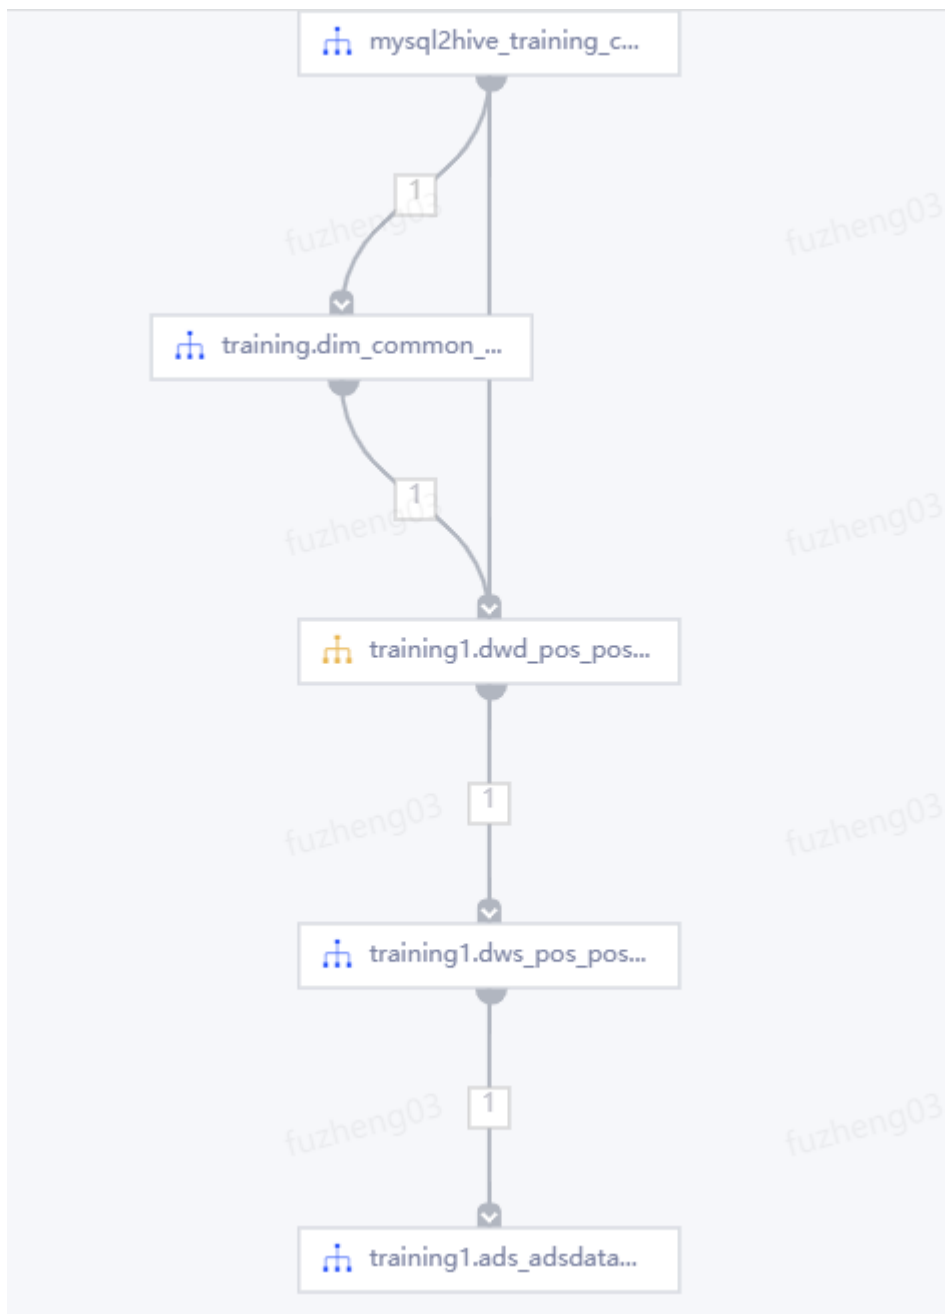 mysql2hive_training_c...
1
fuzheng03
fuzheng03
training.dim_common_...
1
fuzheng03
fuzheng03
training1.dwd_pos_pos...
1
fuzheng03
fuzheng03
training1.dws_pos_pos...
1
fuzheng03
fuzheng03
training1.ads_adsdata...